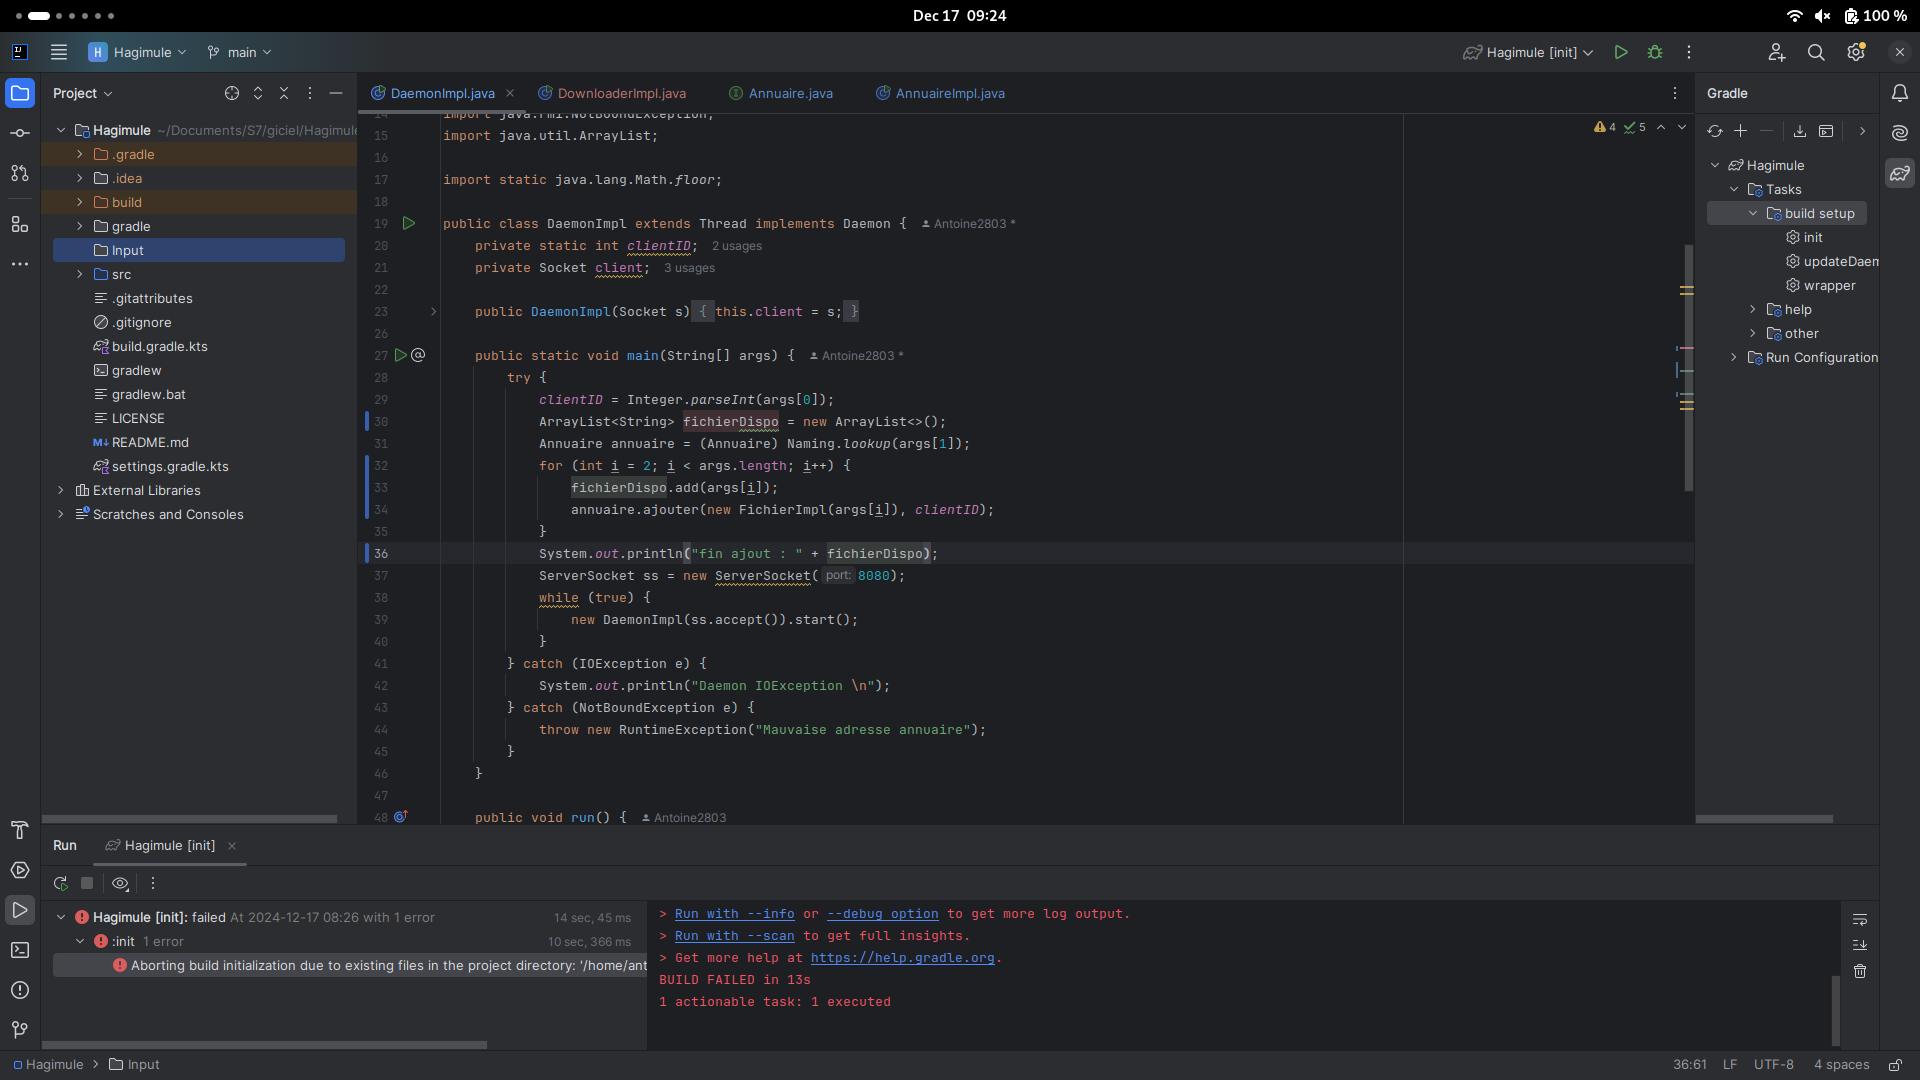 Dec 17 09:24
100 %
H Hagimule
main
Hagimule [init]
Project
DaemonImpl.java
DownloaderImpl.java
Annuaire.java
AnnuaireImpl.java
Gradle
Hagimule ~/Documents/S7/giciel/Hagimule
.gradle
.idea
build
gradle
Input
src
.gitattributes
.gitignore
build.gradle.kts
gradlew
gradlew.bat
LICENSE
README.md
settings.gradle.kts
External Libraries
Scratches and Consoles
4 5
14 import java.rmi.NotBoundException;
15 import java.util.ArrayList;
16
17 import static java.lang.Math.floor;
18
19 public class DaemonImpl extends Thread implements Daemon { Antoine2803 *
20 private static int clientID; 2 usages
21 private Socket client; 3 usages
22
23 public DaemonImpl(Socket s) { this.client = s; }
26
27 public static void main(String[] args) { Antoine2803 *
28 try {
29 clientID = Integer.parseInt(args[0]);
30 ArrayList<String> fichierDispo = new ArrayList<>();
31 Annuaire annuaire = (Annuaire) Naming.lookup(args[1]);
32 for (int i = 2; i < args.length; i++) {
33 fichierDispo.add(args[i]);
34 annuaire.ajouter(new FichierImpl(args[i]), clientID);
35 }
36 System.out.println("fin ajout : " + fichierDispo);
37 ServerSocket ss = new ServerSocket( port: 8080);
38 while (true) {
39 new DaemonImpl(ss.accept()).start();
40 }
41 } catch (IOException e) {
42 System.out.println("Daemon IOException \n");
43 } catch (NotBoundException e) {
44 throw new RuntimeException("Mauvaise adresse annuaire");
45 }
46 }
47
48 public void run() { Antoine2803
Hagimule
Tasks
build setup
init
updateDaem
wrapper
help
other
Run Configuration
Run
Hagimule [init]
Hagimule [init]: failed At 2024-12-17 08:26 with 1 error 14 sec, 45 ms
:init 1 error 10 sec, 366 ms
Aborting build initialization due to existing files in the project directory: '/home/ant
> Run with --info or --debug option to get more log output.
> Run with --scan to get full insights.
> Get more help at https://help.gradle.org.
BUILD FAILED in 13s
1 actionable task: 1 executed
Hagimule > Input
36:61 LF UTF-8 4 spaces